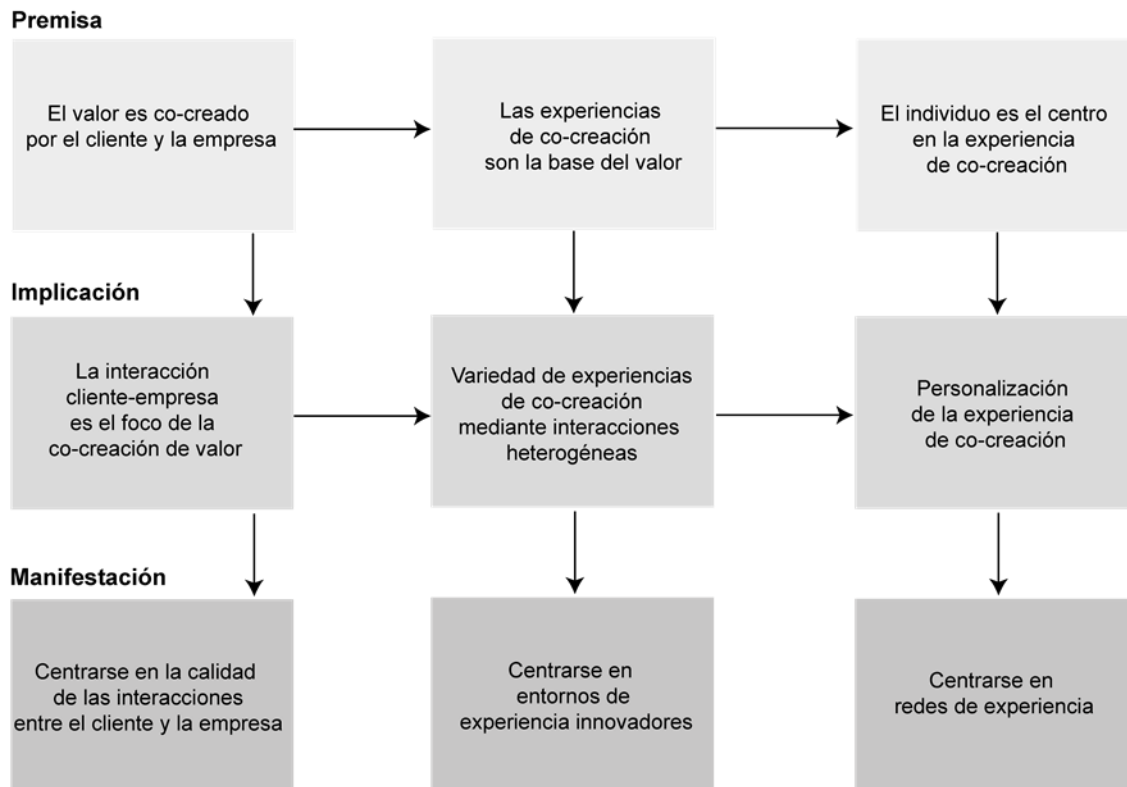 Premisa
El valor es co-creado
por el cliente y la empresa
Las experiencias
de co-creación
son la base del valor
El individuo es el centro
en la experiencia
de co-creación
Implicación
La interacción
cliente-empresa
es el foco de la
co-creación de valor
Variedad de experiencias
de co-creación
mediante interacciones
heterogéneas
Personalización
de la experiencia
de co-creación
Manifestación
Centrarse en la calidad
de las interacciones
entre el cliente y la empresa
Centrarse en
entornos de
experiencia innovadores
Centrarse en
redes de experiencia